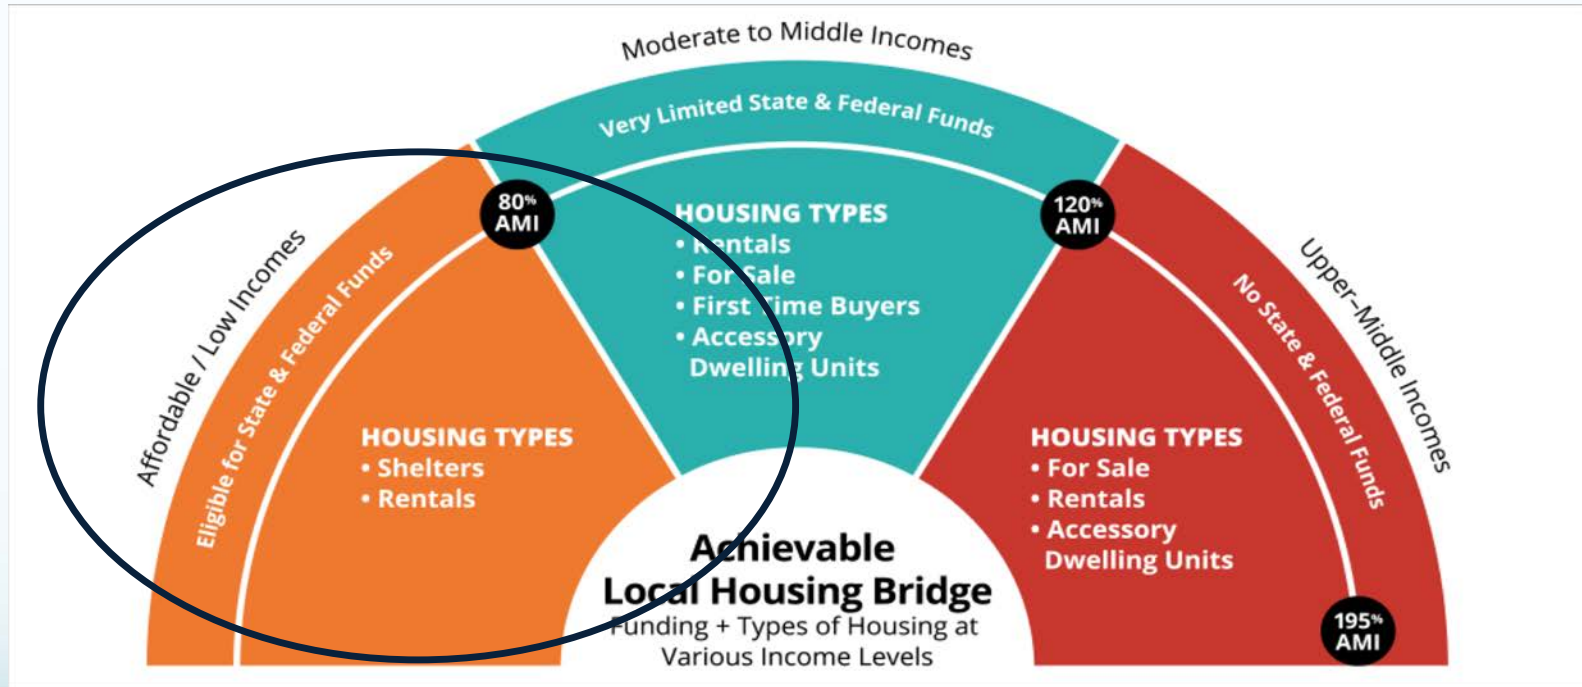 Moderate to Middle Incomes
Very Limited State & Federal Funds
80% AMI
120% AMI
HOUSING TYPES
• Rentals
• For Sale
• First Time Buyers
• Accessory
Dwelling Units
Affordable / Low Incomes
Eligible for State & Federal Funds
HOUSING TYPES
• Shelters
• Rentals
Upper-Middle Incomes
No State & Federal Funds
HOUSING TYPES
• For Sale
• Rentals
• Accessory
Dwelling Units
195% AMI
Achievable
Local Housing Bridge
Funding + Types of Housing at
Various Income Levels